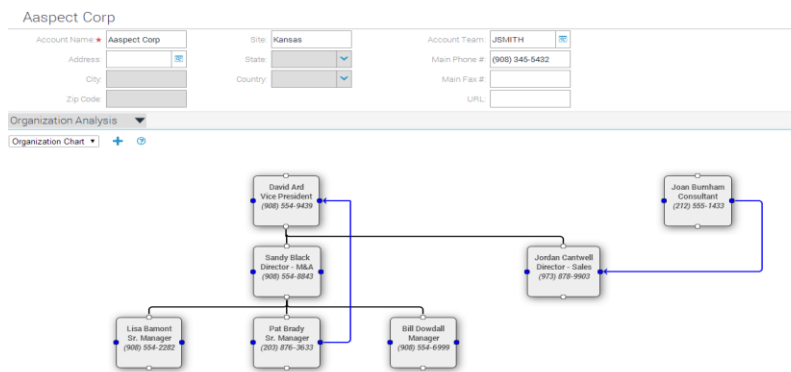 Aaspect Corp
Account Name:★ Aaspect Corp Site: Kansas Account Team: JSMITH
Address: State: Main Phone #: (908) 345-5432
City: Country: Main Fax #:
Zip Code: URL:
Organization Analysis
Organization Chart
David Ard
Vice President
(908) 554-9439
Joan Burnham
Consultant
(212) 555-1433
Sandy Black
Director - M&A
(908) 554-8843
Jordan Cantwell
Director - Sales
(973) 878-9903
Lisa Bamont
Sr. Manager
(908) 554-2282
Pat Brady
Sr. Manager
(203) 876-3633
Bill Dowdall
Manager
(908) 554-6999